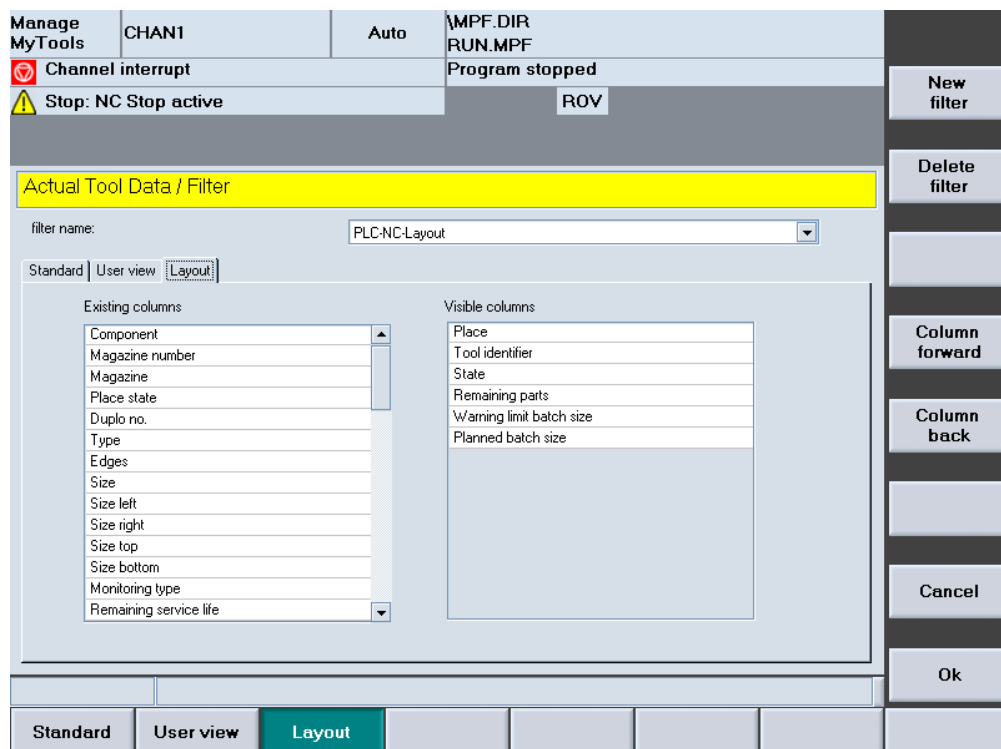 Manage
MyTools
CHAN1
Auto
\MPF.DIR
RUN.MPF
Channel interrupt
Program stopped
Stop: NC Stop active
ROV
New
filter
Delete
filter
Column
forward
Column
back
Cancel
Ok
Actual Tool Data / Filter
filter name:
PLC-NC-Layout
Standard
User view
Layout
Existing columns
Component
Magazine number
Magazine
Place state
Duplo no.
Type
Edges
Size
Size left
Size right
Size top
Size bottom
Monitoring type
Remaining service life
Visible columns
Place
Tool identifier
State
Remaining parts
Warning limit batch size
Planned batch size
Standard
User view
Layout